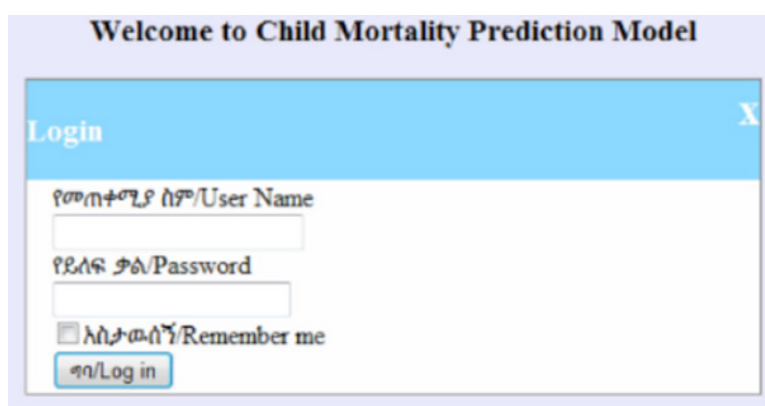 Welcome to Child Mortality Prediction Model
Login X
የመጠቀሚያ ስም/User Name
የይለፍ ቃል/Password
አስታዉሰኝ/Remember me
ግባ/Log in